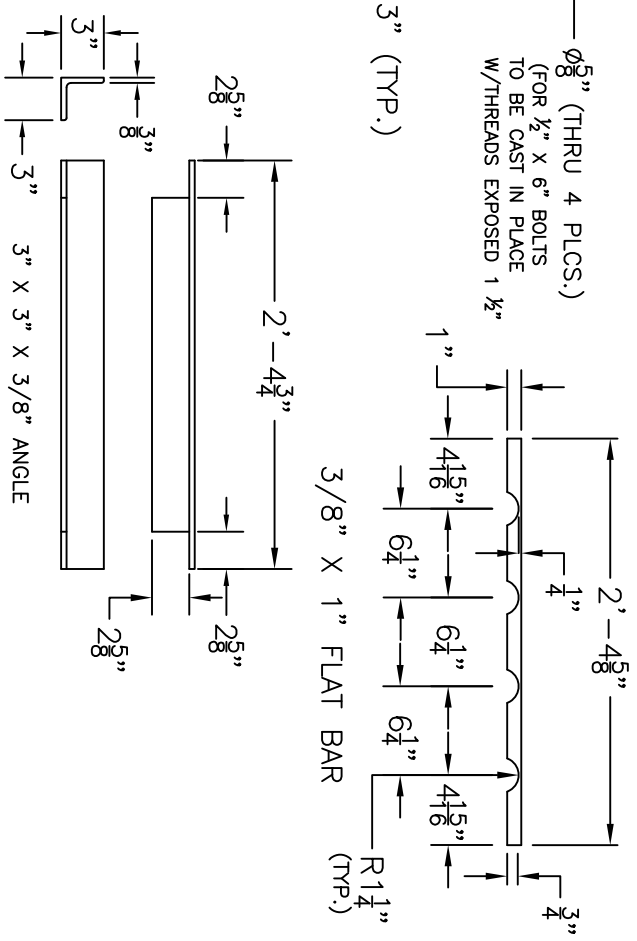 Ø5/8" (THRU 4 PLCS.)
(FOR ½" X 6" BOLTS
TO BE CAST IN PLACE
W/THREADS EXPOSED 1 ½"
3" (TYP.)
2'-4 5/8"
1"
1/4"
3/4"
4 15/16"
6 1/4"
6 1/4"
6 1/4"
4 15/16"
R1 1/4"
(TYP.)
3/8" X 1" FLAT BAR
2'-4 3/4"
2 5/8"
2 5/8"
2 5/8"
3"
3/8"
3"
3" X 3" X 3/8" ANGLE